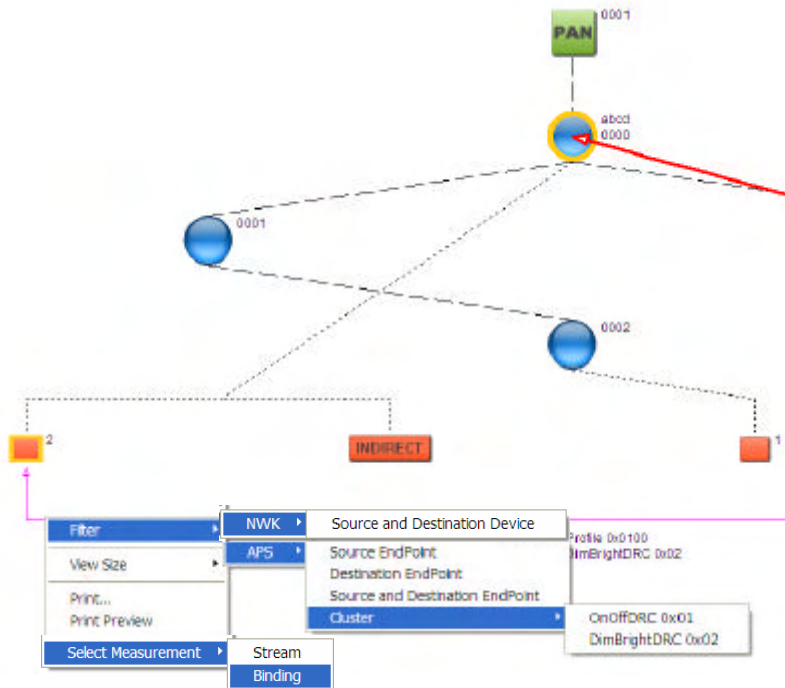 0001
PAN
abcd
0000
0001
0002
2
INDIRECT
1
Filter
NWK
Source and Destination Device
APS
Source EndPoint
Destination EndPoint
Source and Destination EndPoint
Cluster
Profile 0x0100
DimBrightDRC 0x02
OnOffDRC 0x01
DimBrightDRC 0x02
View Size
Print...
Print Preview
Select Measurement
Stream
Binding